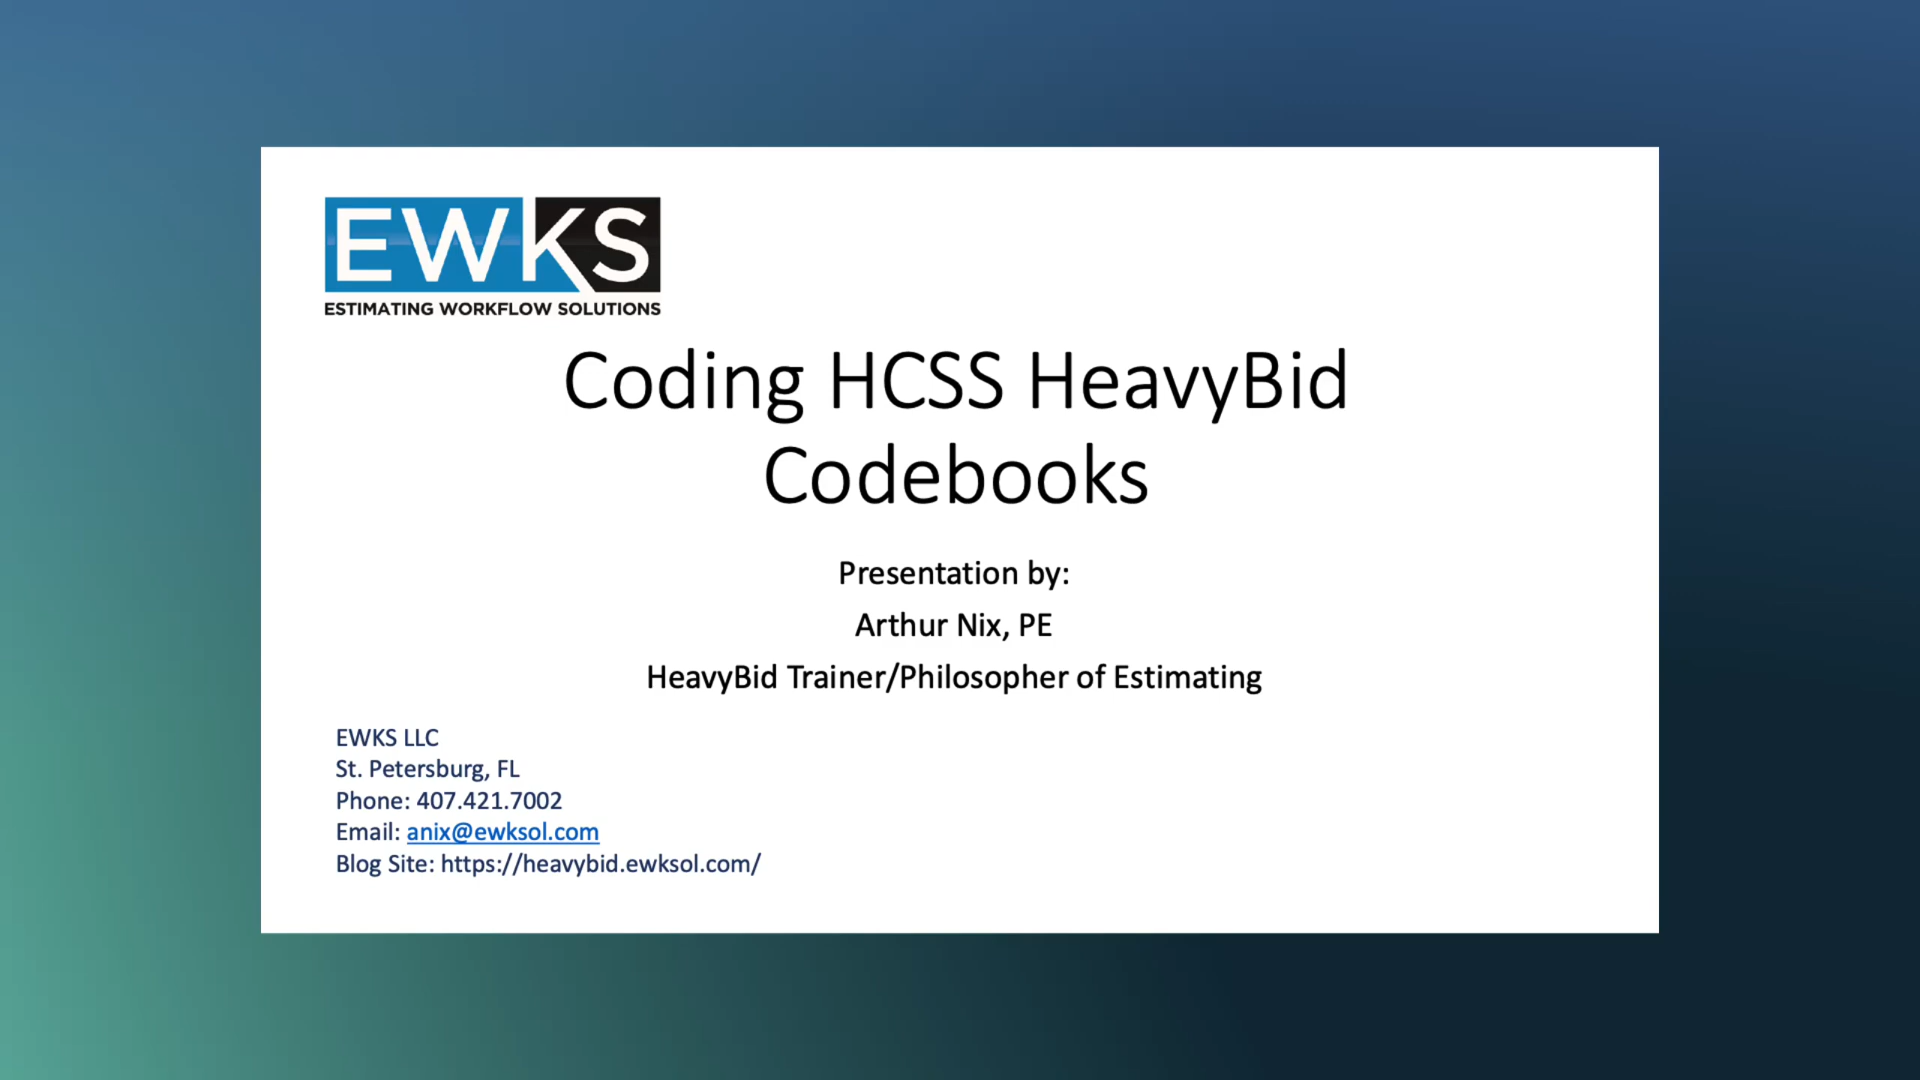 EWKS
ESTIMATING WORKFLOW SOLUTIONS
Coding HCSS HeavyBid
Codebooks
Presentation by:
Arthur Nix, PE
HeavyBid Trainer/Philosopher of Estimating
EWKS LLC
St. Petersburg, FL
Phone: 407.421.7002
Email: anix@ewksol.com
Blog Site: https://heavybid.ewksol.com/